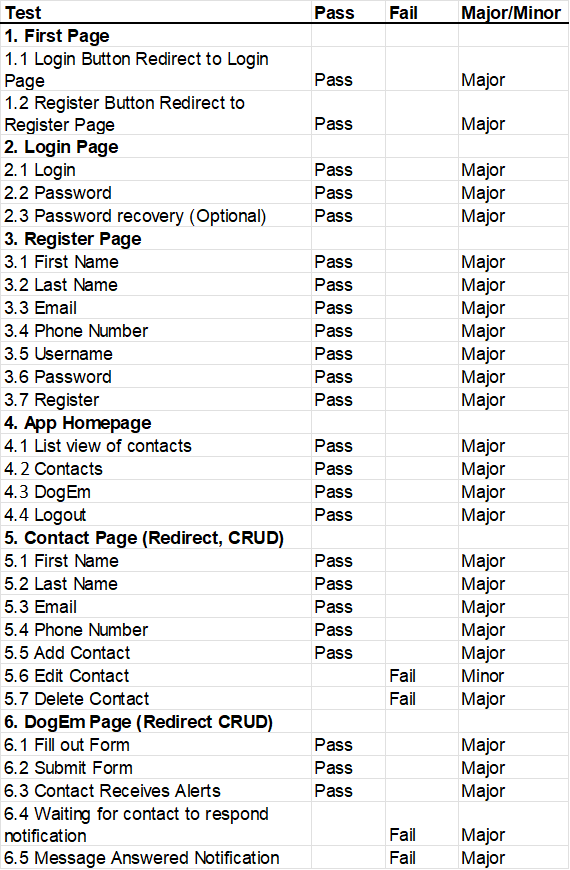 Test Pass Fail Major/Minor
1. First Page
1.1 Login Button Redirect to Login
Page Pass Major
1.2 Register Button Redirect to
Register Page Pass Major
2. Login Page
2.1 Login Pass Major
2.2 Password Pass Major
2.3 Password recovery (Optional) Pass Major
3. Register Page
3.1 First Name Pass Major
3.2 Last Name Pass Major
3.3 Email Pass Major
3.4 Phone Number Pass Major
3.5 Username Pass Major
3.6 Password Pass Major
3.7 Register Pass Major
4. App Homepage
4.1 List view of contacts Pass Major
4.2 Contacts Pass Major
4.3 DogEm Pass Major
4.4 Logout Pass Major
5. Contact Page (Redirect, CRUD)
5.1 First Name Pass Major
5.2 Last Name Pass Major
5.3 Email Pass Major
5.4 Phone Number Pass Major
5.5 Add Contact Pass Major
5.6 Edit Contact Fail Minor
5.7 Delete Contact Fail Major
6. DogEm Page (Redirect CRUD)
6.1 Fill out Form Pass Major
6.2 Submit Form Pass Major
6.3 Contact Receives Alerts Pass Major
6.4 Waiting for contact to respond
notification Fail Major
6.5 Message Answered Notification Fail Major